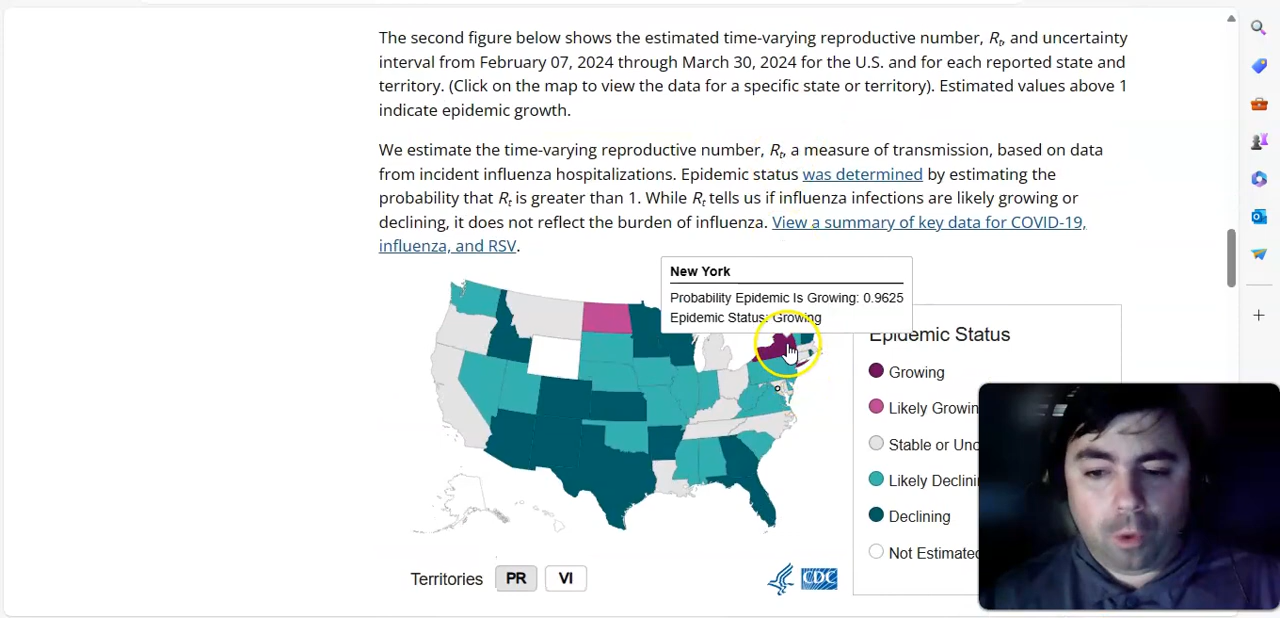 The second figure below shows the estimated time-varying reproductive number, Rt, and uncertainty
interval from February 07, 2024 through March 30, 2024 for the U.S. and for each reported state and
territory. (Click on the map to view the data for a specific state or territory). Estimated values above 1
indicate epidemic growth.
We estimate the time-varying reproductive number, Rt, a measure of transmission, based on data
from incident influenza hospitalizations. Epidemic status was determined by estimating the
probability that Rt is greater than 1. While Rt tells us if influenza infections are likely growing or
declining, it does not reflect the burden of influenza. View a summary of key data for COVID-19,
influenza, and RSV.
New York
Probability Epidemic Is Growing: 0.9625
Epidemic Status: Growing
Epidemic Status
Growing
Likely Growin
Stable or Unc
Likely Declini
Declining
Not Estimated
Territories PR VI
CDC